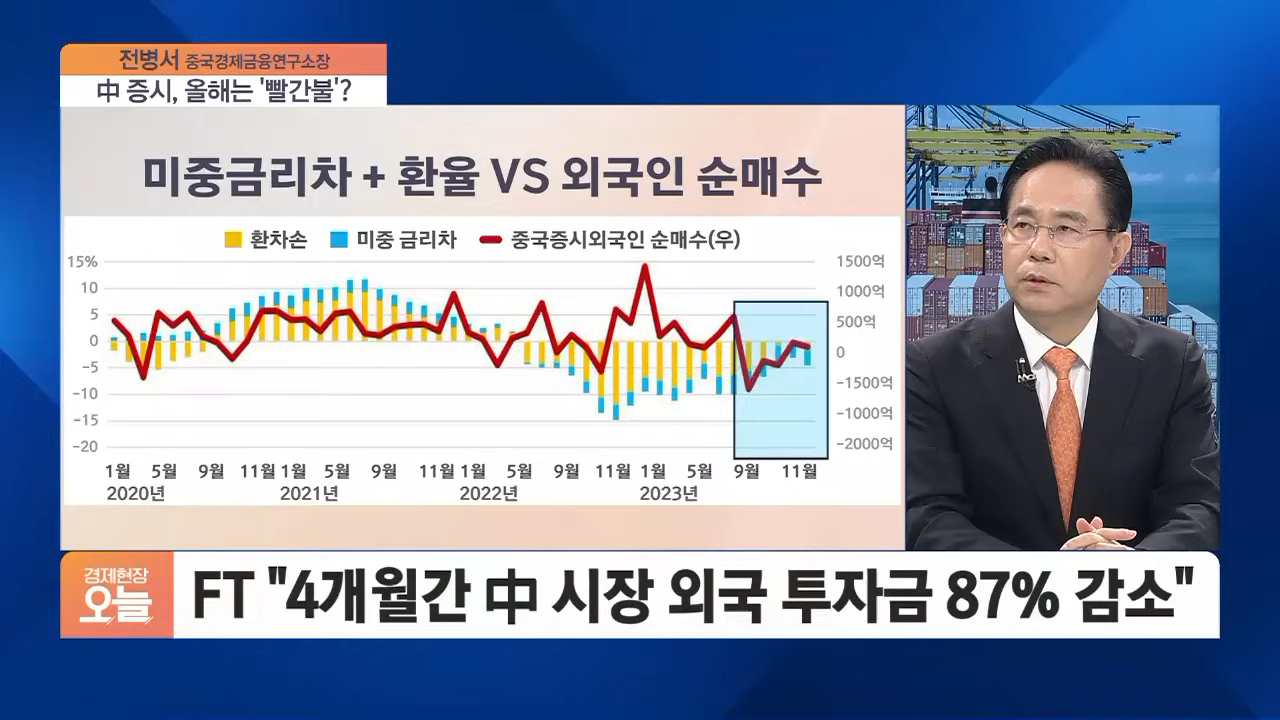 전병서 중국경제금융연구소장
中 증시, 올해는 '빨간불'?
미중금리차 + 환율 VS 외국인 순매수
환차손 미중 금리차 중국증시외국인 순매수(우)
15% 1500억
10 1000억
5 500억
0 0
-5 -1500억
-10 -1000억
-15 -2000억
-20
1월 5월 9월 11월 1월 5월 9월 11월 1월 5월 9월 11월 1월 5월 9월 11월
2020년 2021년 2022년 2023년
경제현장
오늘
FT "4개월간 中 시장 외국 투자금 87% 감소"